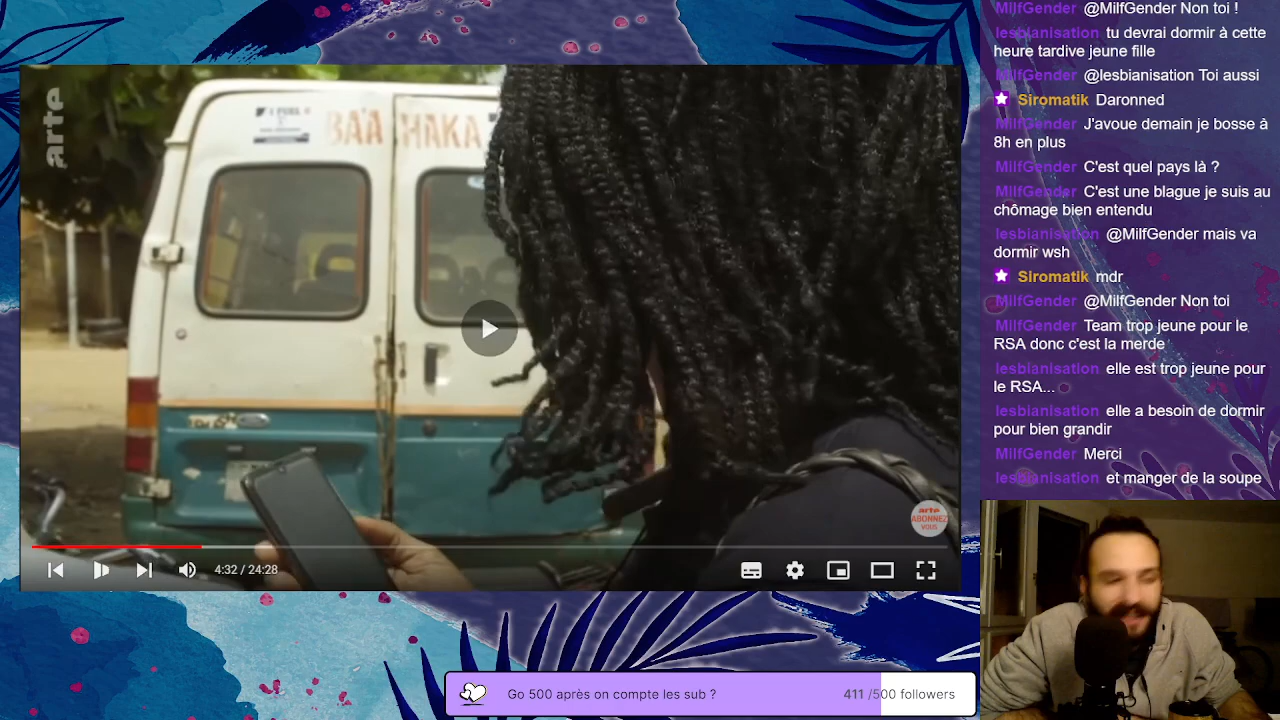 arte
BA'A
HAKA
arte
ABONNEZ
VOUS
4:32 / 24:28
MilfGender @MilfGender Non toi !
lesbianisation tu devrai dormir à cette
heure tardive jeune fille
MilfGender @lesbianisation Toi aussi
Siromatik Daronned
MilfGender J'avoue demain je bosse à
8h en plus
MilfGender C'est quel pays là ?
MilfGender C'est une blague je suis au
chômage bien entendu
lesbianisation @MilfGender mais va
dormir wsh
Siromatik mdr
MilfGender @MilfGender Non toi
MilfGender Team trop jeune pour le
RSA donc c'est la merde
lesbianisation elle est trop jeune pour
le RSA...
lesbianisation elle a besoin de dormir
pour bien grandir
MilfGender Merci
lesbianisation et manger de la soupe
Go 500 après on compte les sub ?
411 /500 followers